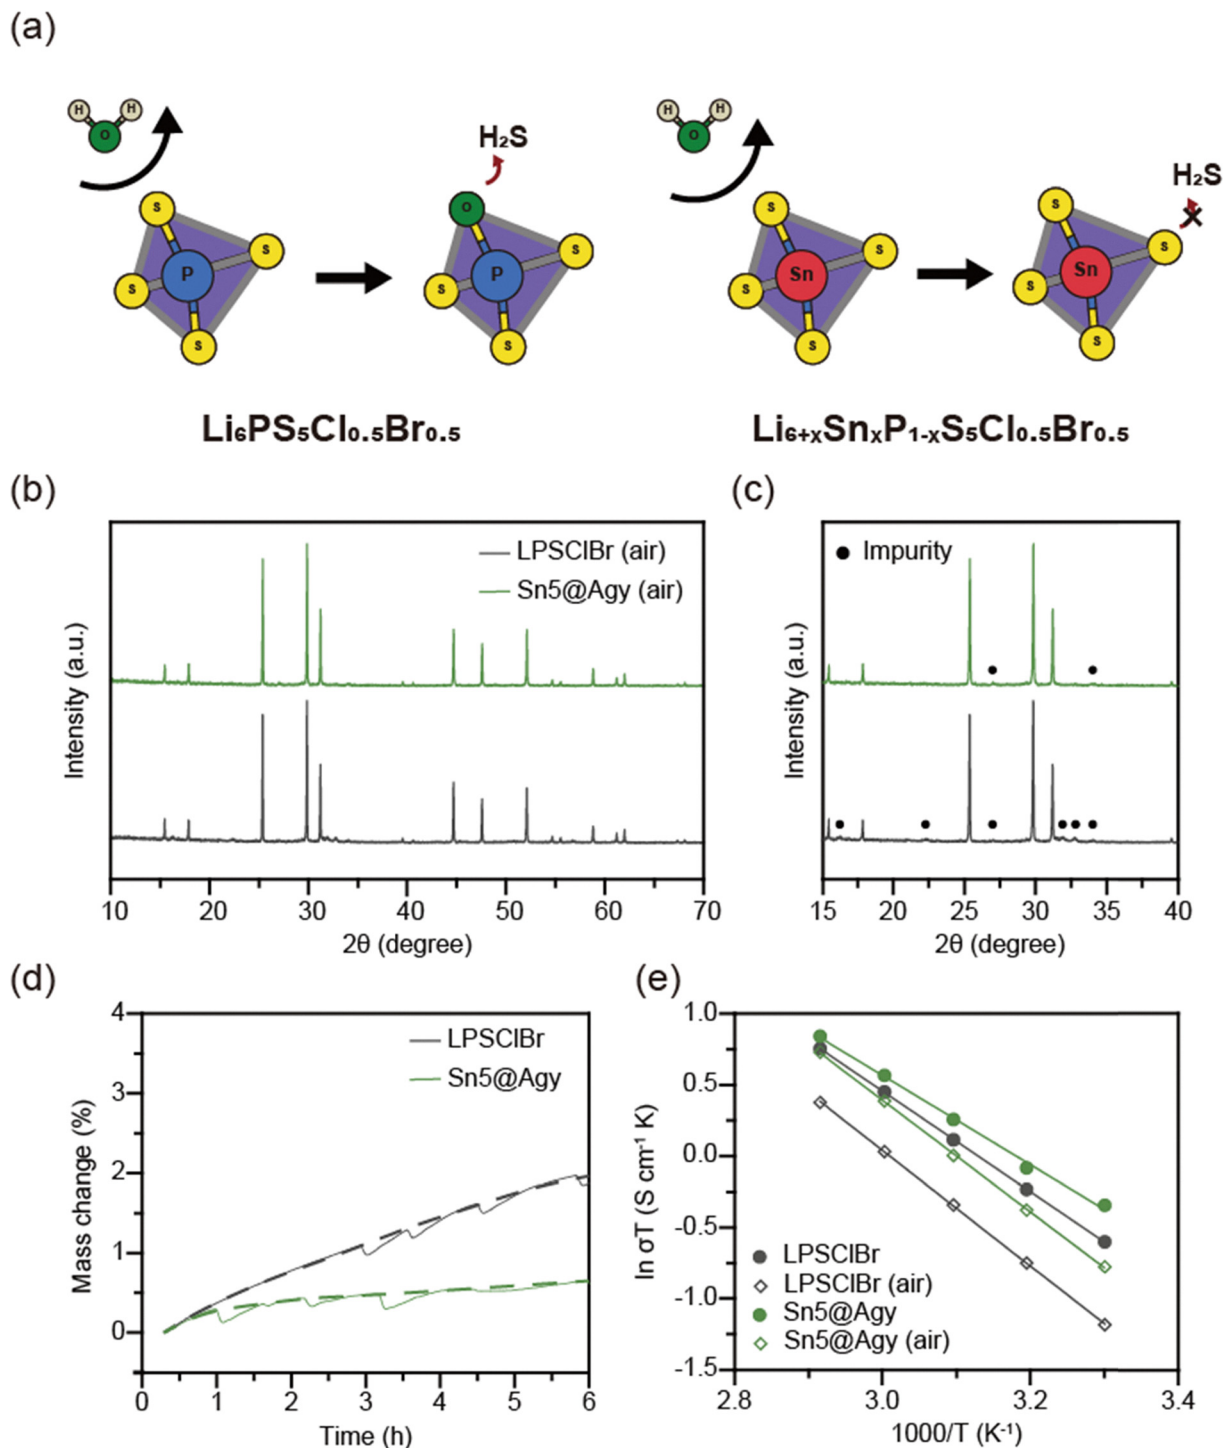 (a)
H H O
H₂S
S S S S P
O S S S P
Li₆PS₅Cl₀.₅Br₀.₅
H H O
H₂S
S S S S Sn
S S S S Sn
Li₆₊ₓSnₓP₁₋ₓS₅Cl₀.₅Br₀.₅
(b)
LPSClBr (air)
Sn5@Agy (air)
Intensity (a.u.)
10 20 30 40 50 60 70
2θ (degree)
(c)
Impurity
Intensity (a.u.)
15 20 25 30 35 40
2θ (degree)
(d)
LPSClBr
Sn5@Agy
Mass change (%)
4
3
2
1
0
1 2 3 4 5 6
Time (h)
(e)
ln σT (S cm⁻¹ K)
1.0
0.5
0.0
-0.5
-1.0
-1.5
LPSClBr
LPSClBr (air)
Sn5@Agy
Sn5@Agy (air)
2.8 3.0 3.2 3.4
1000/T (K⁻¹)